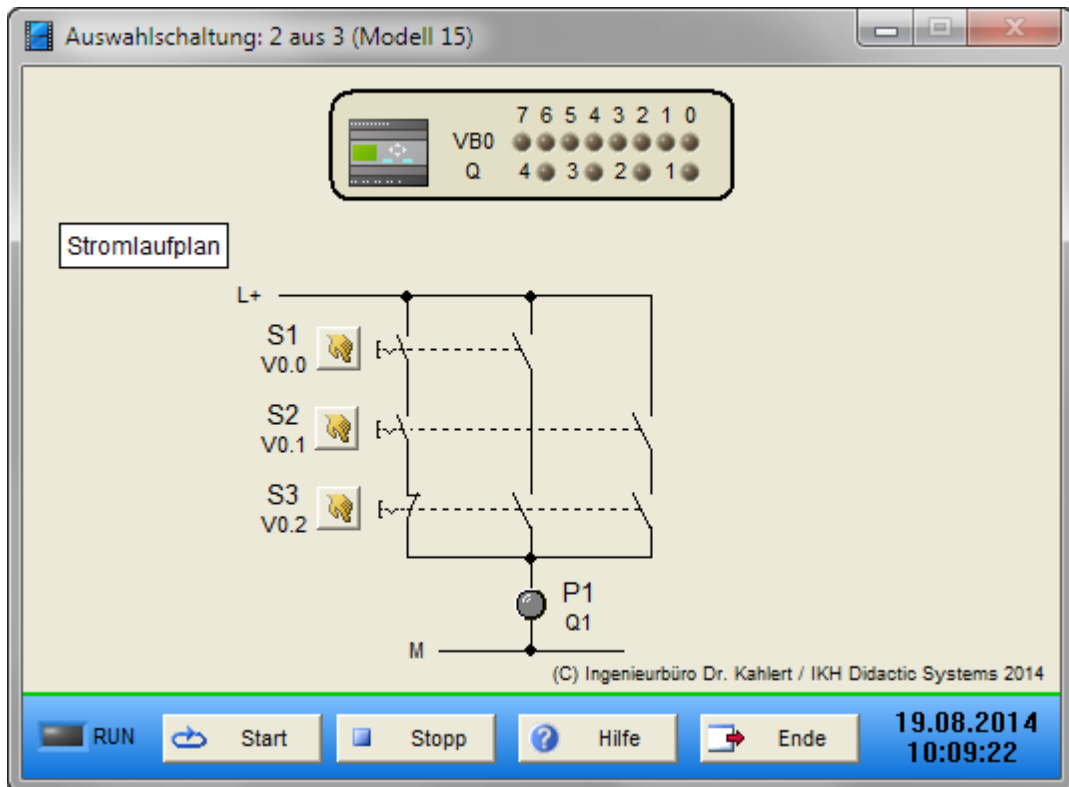 Auswahlschaltung: 2 aus 3 (Modell 15)
7 6 5 4 3 2 1 0
VB0
Q 4 3 2 1
Stromlaufplan
L+
S1
V0.0
S2
V0.1
S3
V0.2
P1
Q1
M
(C) Ingenieurbüro Dr. Kahlert / IKH Didactic Systems 2014
RUN Start Stopp Hilfe Ende
19.08.2014
10:09:22